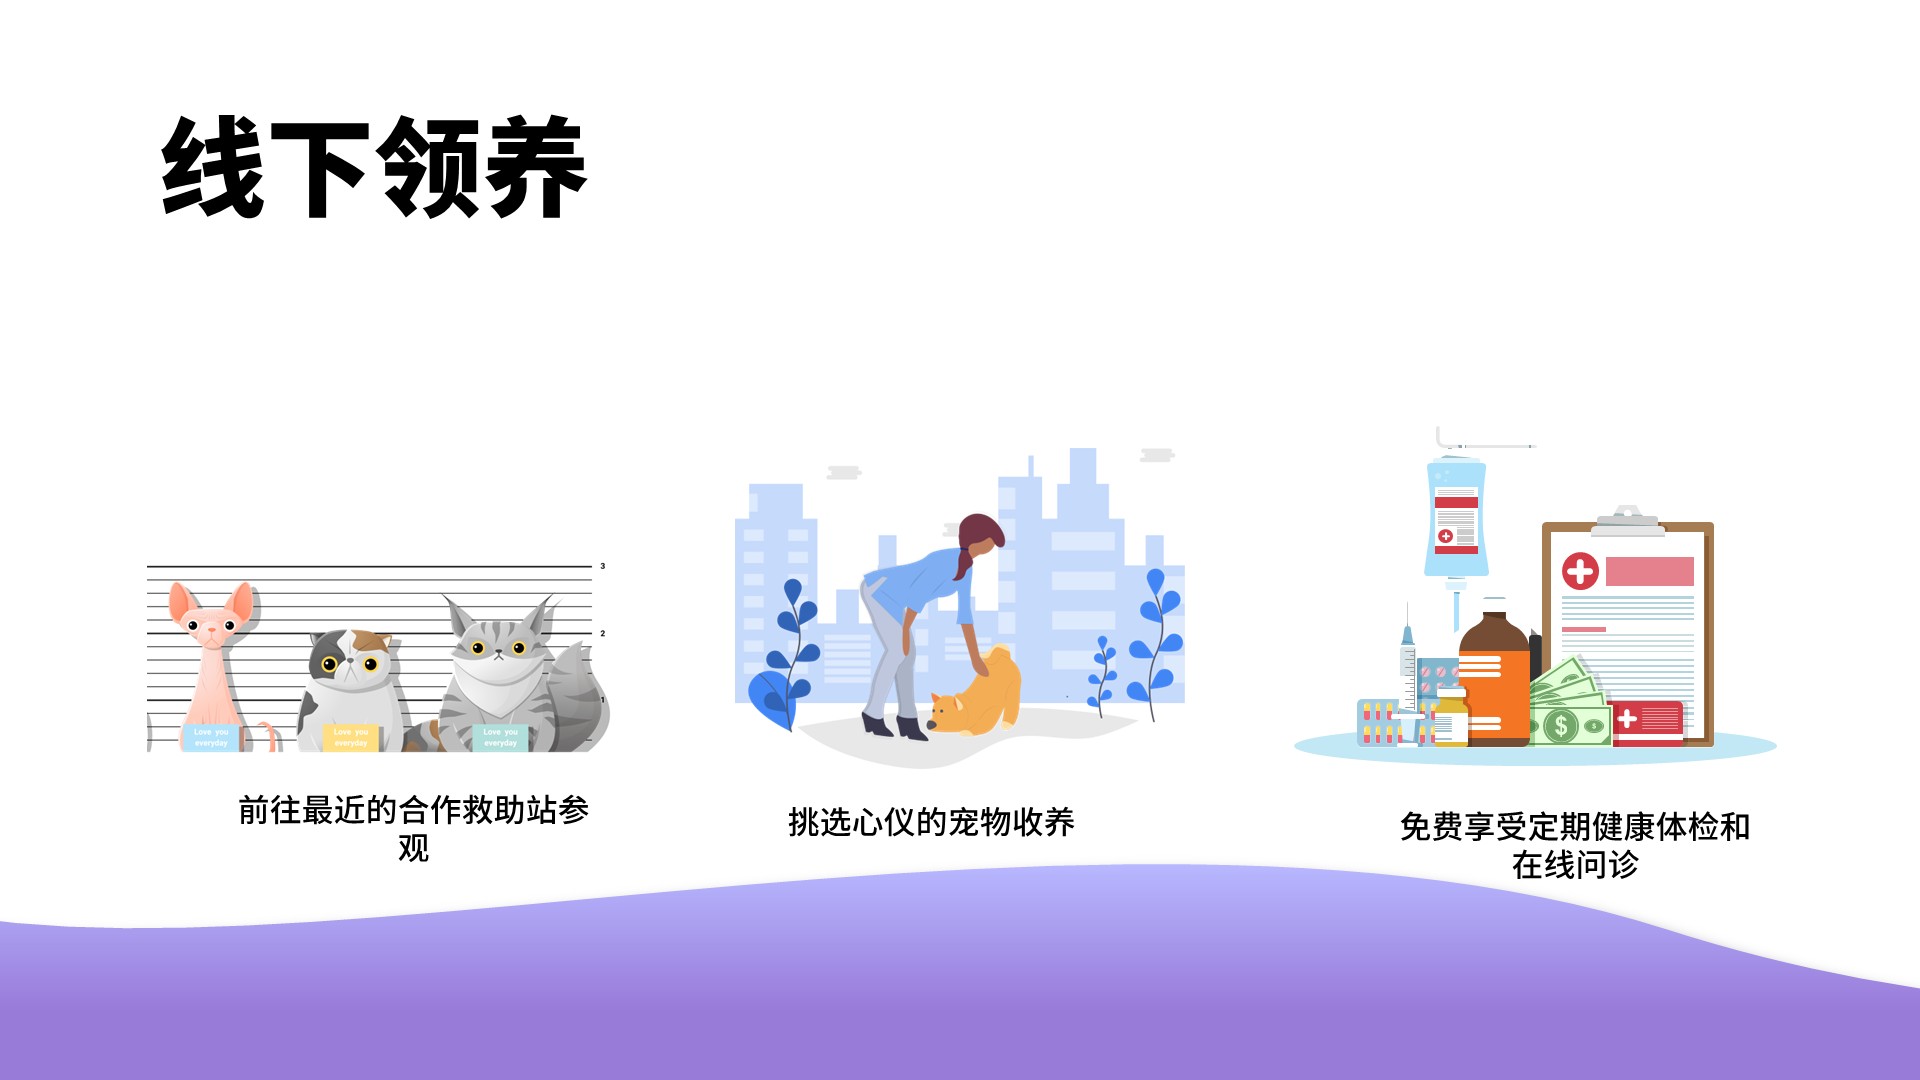 线下领养
3
2
1
Love you
everyday
Love you
everyday
Love you
everyday
$
$
前往最近的合作救助站参
观
挑选心仪的宠物收养
免费享受定期健康体检和
在线问诊